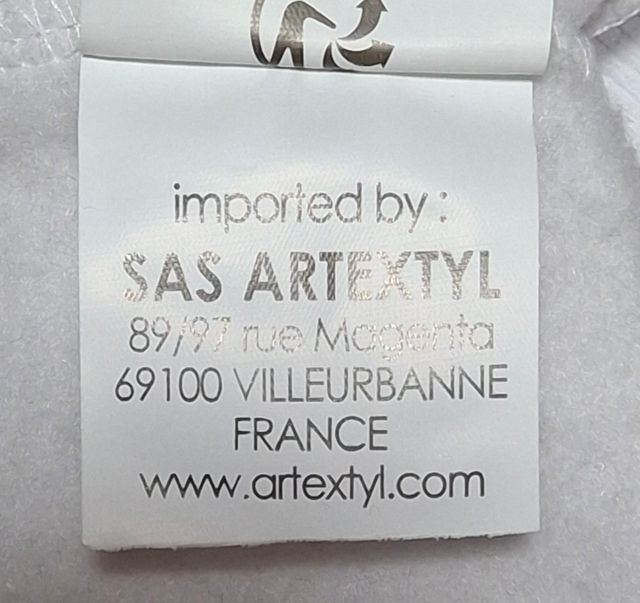 imported by :
SAS ARTEXTYL
89/97 rue Magenta
69100 VILLEURBANNE
FRANCE
www.artextyl.com